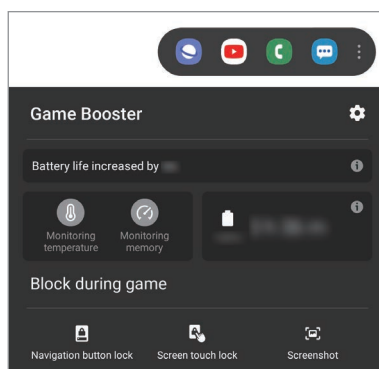 Game Booster
Battery life increased by
Monitoring
temperature
Monitoring
memory
Block during game
Navigation button lock
Screen touch lock
Screenshot